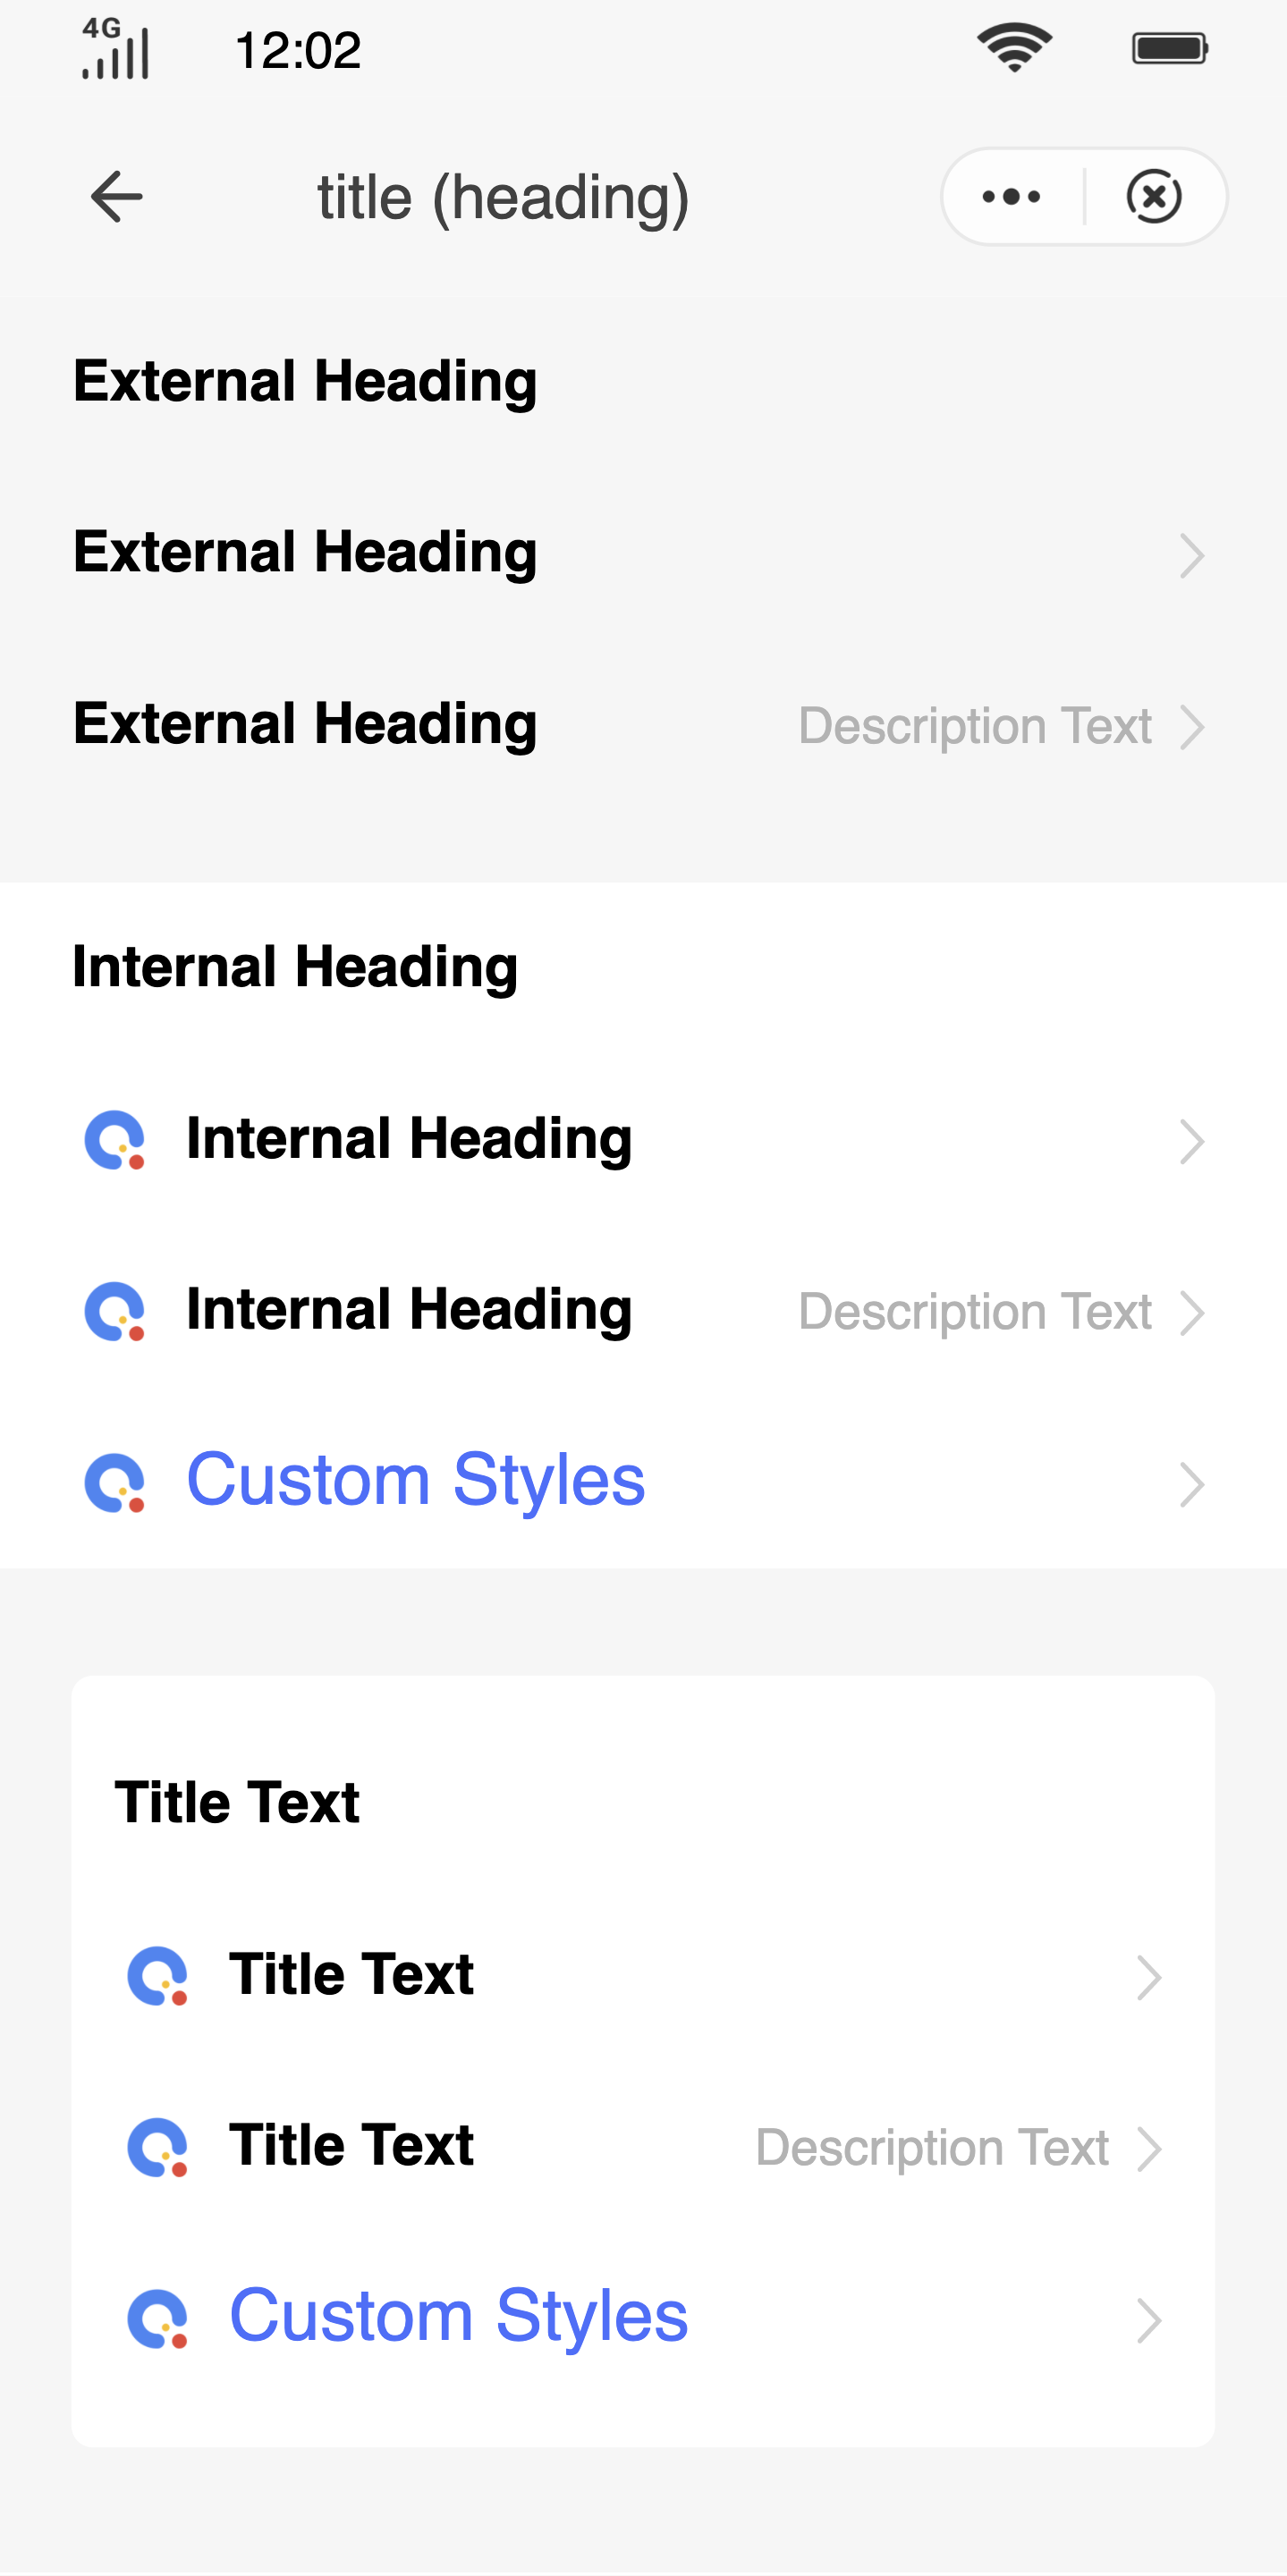 4G 12:02
title (heading)
External Heading
External Heading
External Heading Description Text
Internal Heading
Internal Heading
Internal Heading Description Text
Custom Styles
Title Text
Title Text
Title Text Description Text
Custom Styles